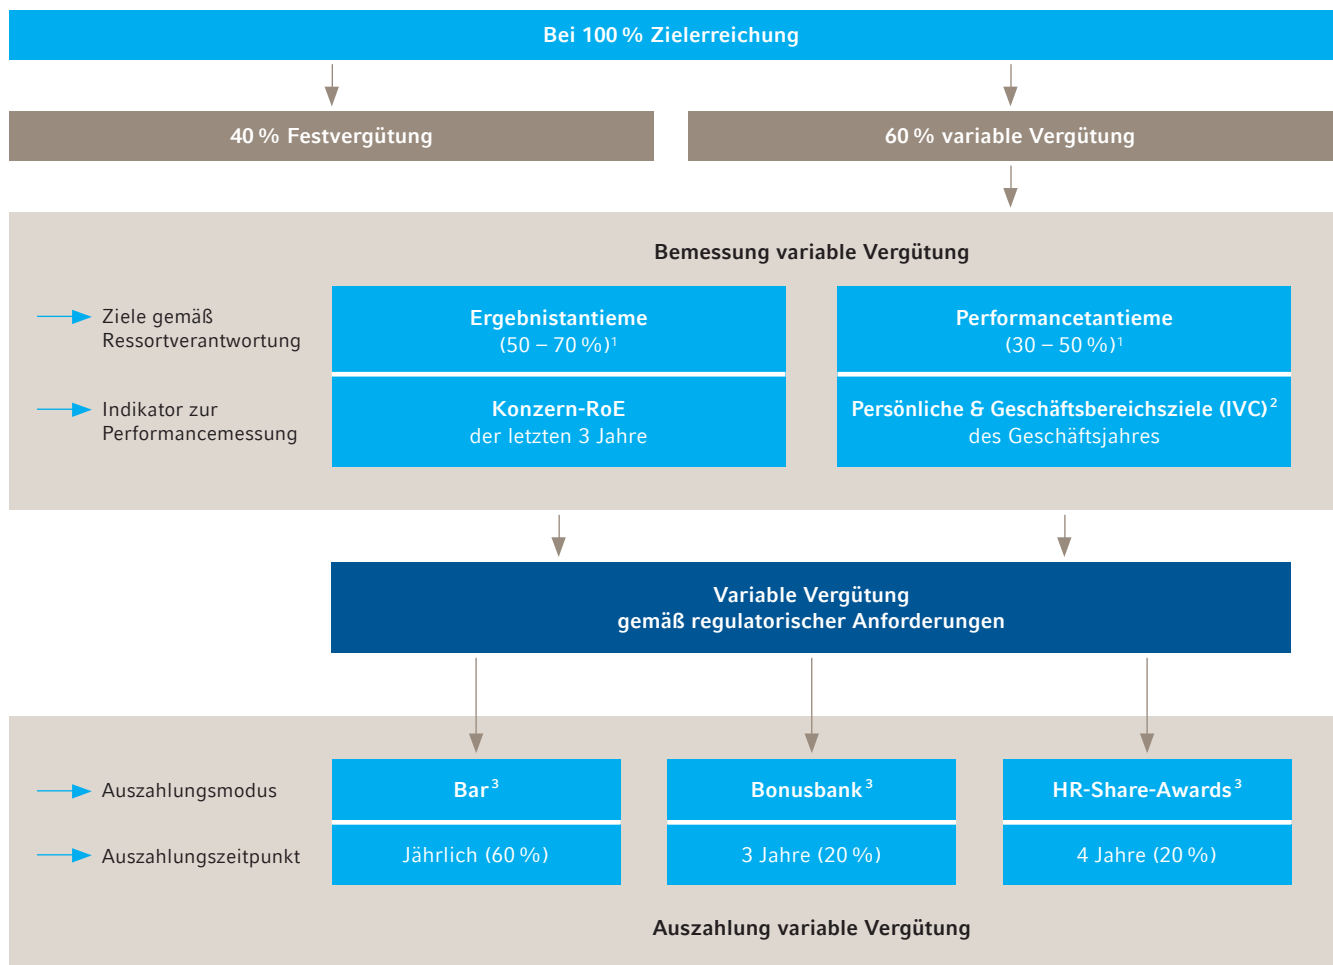 Bei 100 % Zielerreichung
40 % Festvergütung
60 % variable Vergütung
Bemessung variable Vergütung
Ziele gemäß
Ressortverantwortung
Ergebnistantieme
(50 – 70 %)¹
Performancetantieme
(30 – 50 %)¹
Indikator zur
Performancemessung
Konzern-RoE
der letzten 3 Jahre
Persönliche & Geschäftsbereichsziele (IVC)²
des Geschäftsjahres
Variable Vergütung
gemäß regulatorischer Anforderungen
Auszahlungsmodus
Bar³
Bonusbank³
HR-Share-Awards³
Auszahlungszeitpunkt
Jährlich (60 %)
3 Jahre (20 %)
4 Jahre (20 %)
Auszahlung variable Vergütung